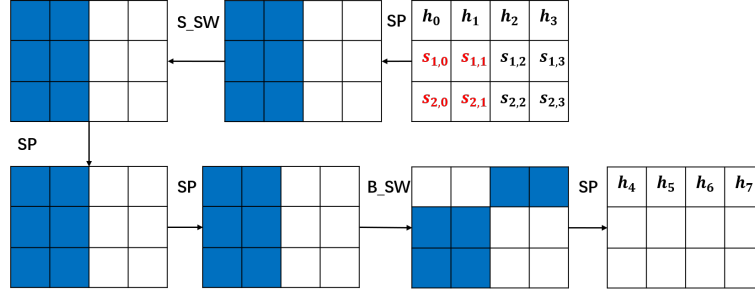 S_SW
SP
h₀ h₁ h₂ h₃
s₁,₀ s₁,₁ s₁,₂ s₁,₃
s₂,₀ s₂,₁ s₂,₂ s₂,₃
SP
SP
B_SW
SP
h₄ h₅ h₆ h₇